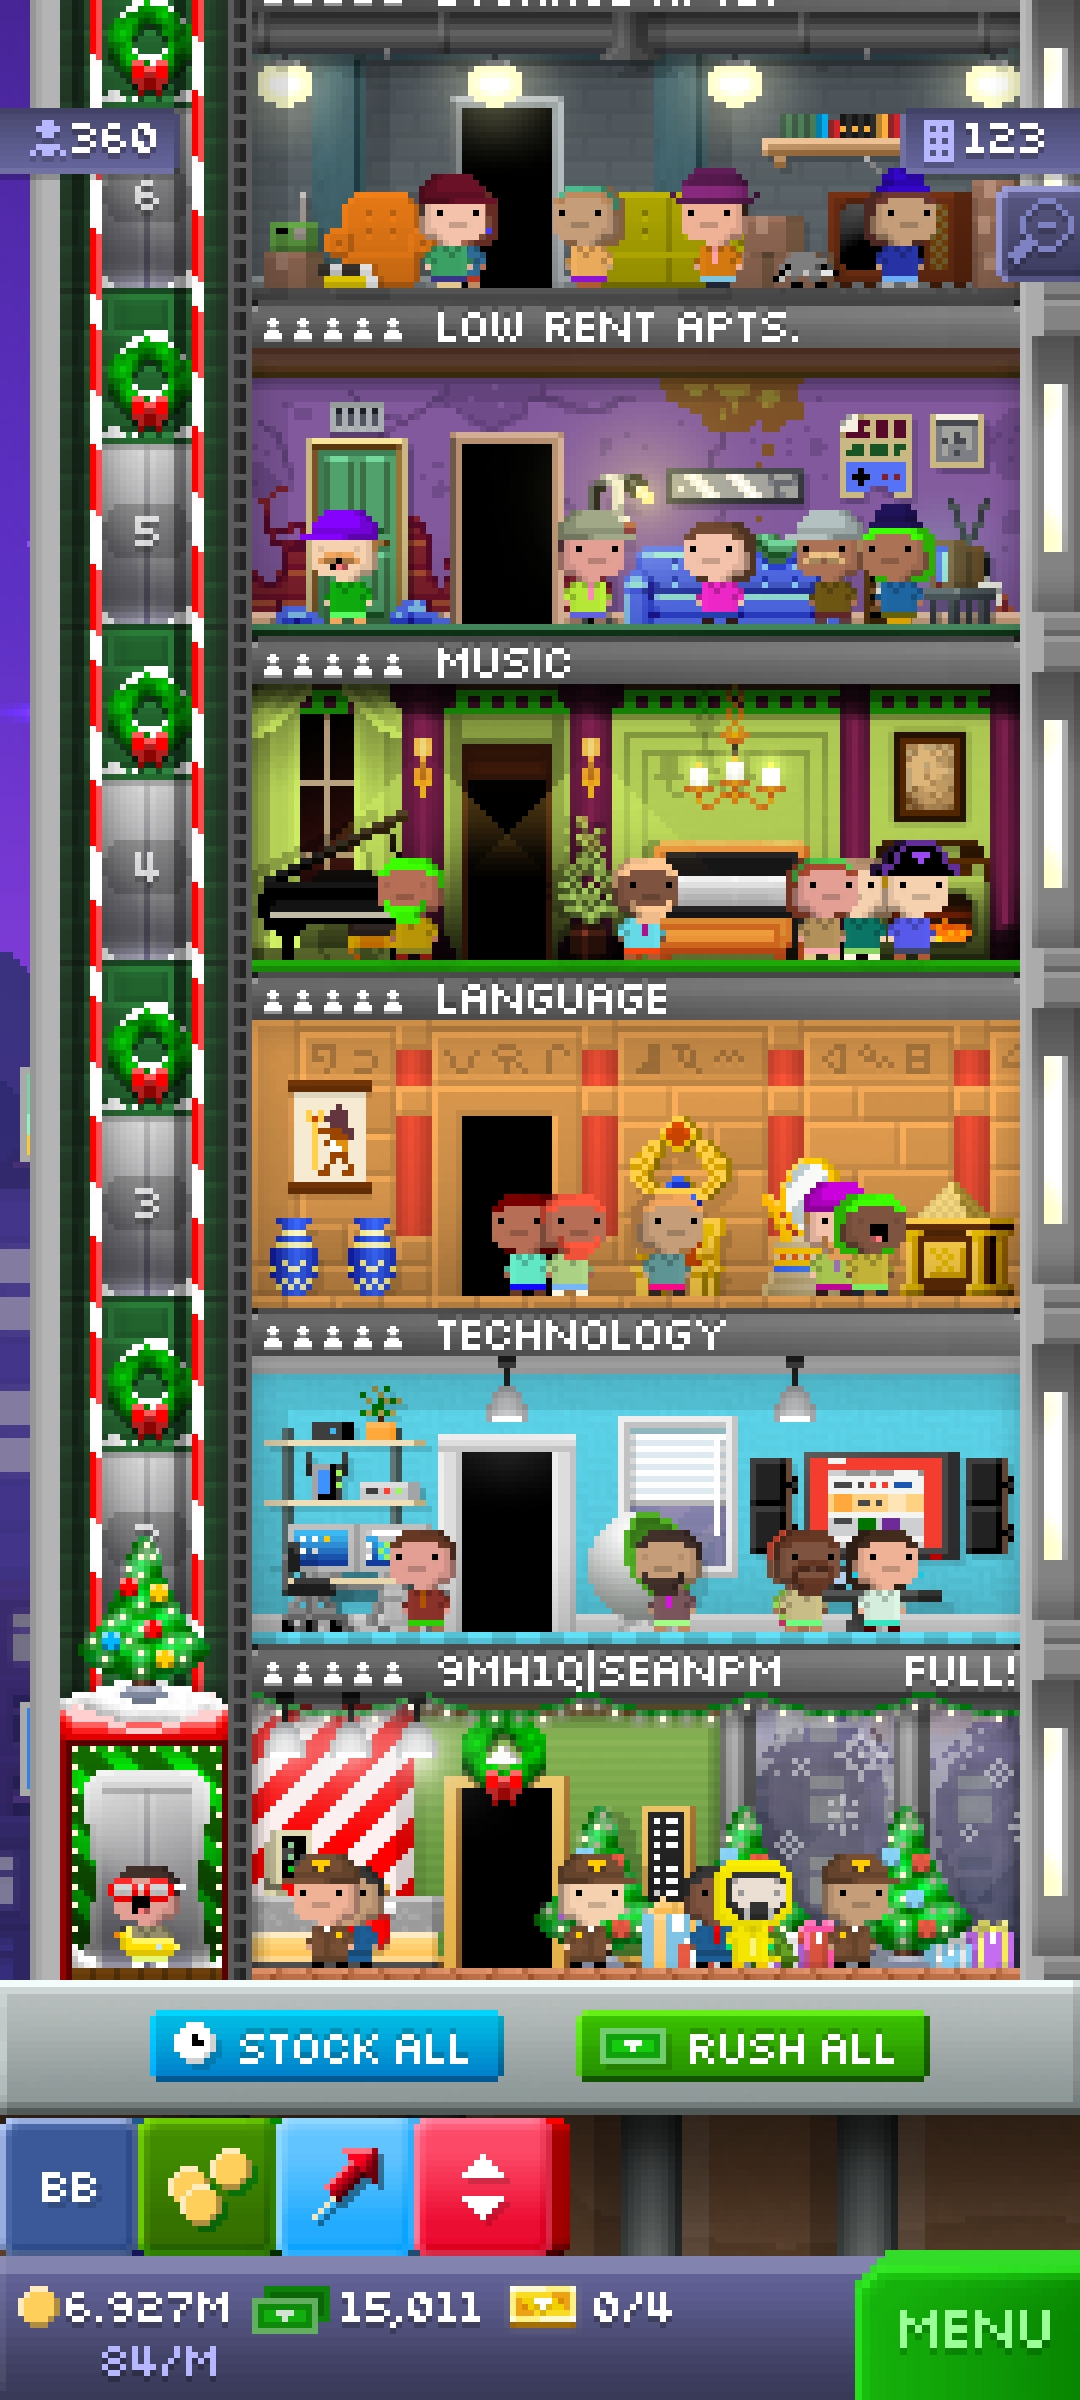 360
123
6
LOW RENT APTS.
5
MUSIC
4
LANGUAGE
3
TECHNOLOGY
9MH1Q|SEANPM FULL!
STOCK ALL
RUSH ALL
BB
6.927M
15,011
0/4
84/M
MENU